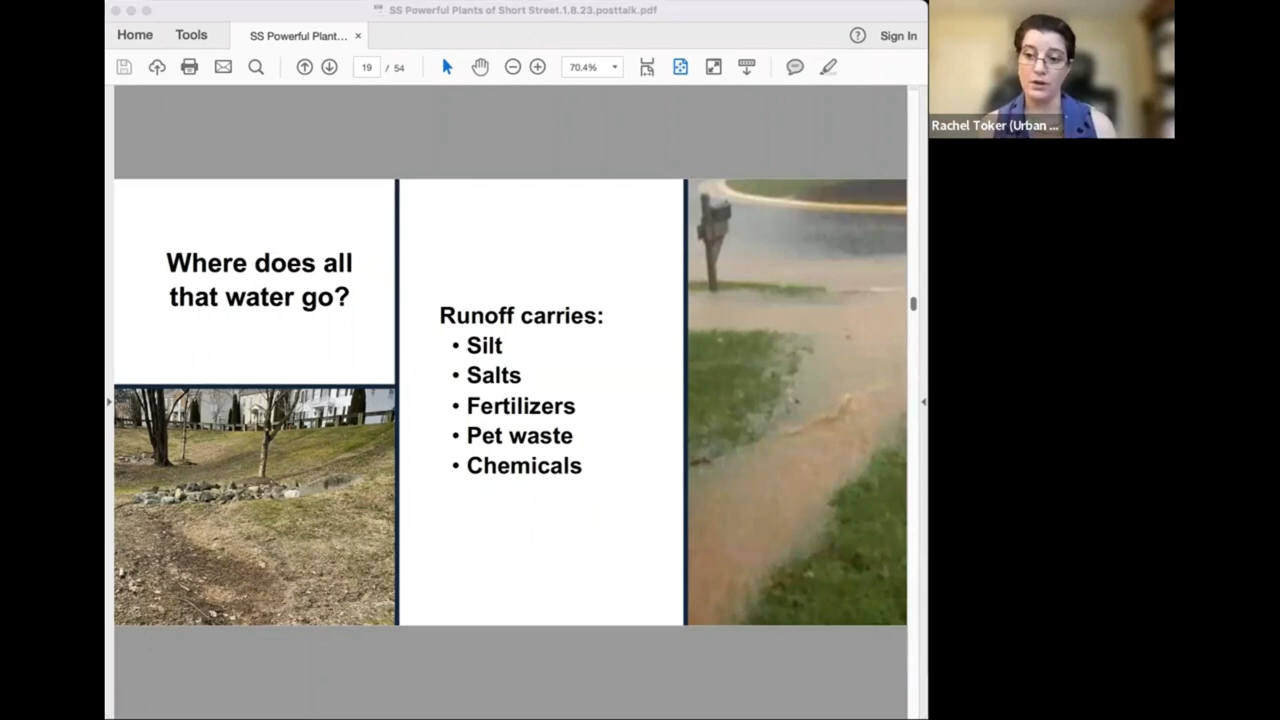 SS Powerful Plants of Short Street.1.8.23.posttalk.pdf
Home
Tools
SS Powerful Plant...
Sign In
19 / 54
70.4%
Rachel Toker (Urban ...
Where does all
that water go?
Runoff carries:
• Silt
• Salts
• Fertilizers
• Pet waste
• Chemicals